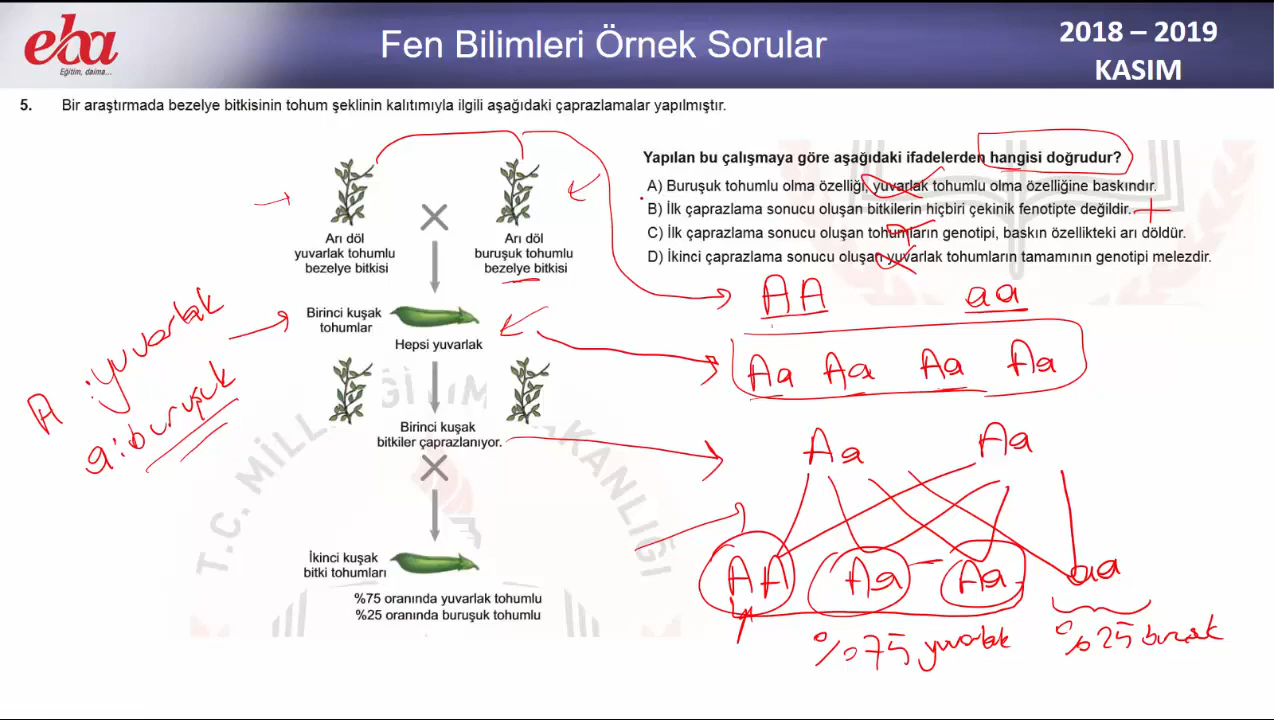 eba
Eğitim, daima...
Fen Bilimleri Örnek Sorular
2018 – 2019
KASIM
5. Bir araştırmada bezelye bitkisinin tohum şeklinin kalıtımıyla ilgili aşağıdaki çaprazlamalar yapılmıştır.
Arı döl
yuvarlak tohumlu
bezelye bitkisi
Arı döl
buruşuk tohumlu
bezelye bitkisi
Birinci kuşak
tohumlar
Hepsi yuvarlak
Birinci kuşak
bitkiler çaprazlanıyor.
İkinci kuşak
bitki tohumları
%75 oranında yuvarlak tohumlu
%25 oranında buruşuk tohumlu
A :yuvarlak
a:buruşuk
Yapılan bu çalışmaya göre aşağıdaki ifadelerden hangisi doğrudur?
A) Buruşuk tohumlu olma özelliği, yuvarlak tohumlu olma özelliğine baskındır.
B) İlk çaprazlama sonucu oluşan bitkilerin hiçbiri çekinik fenotipte değildir.
C) İlk çaprazlama sonucu oluşan tohumların genotipi, baskın özellikteki arı döldür.
D) İkinci çaprazlama sonucu oluşan yuvarlak tohumların tamamının genotipi melezdir.
AA aa
Aa Aa Aa Aa
Aa Aa
AA Aa Aa aa
%75 yuvarlak %25 buruşuk
T.C. MİLLÎ EĞİTİM BAKANLIĞI